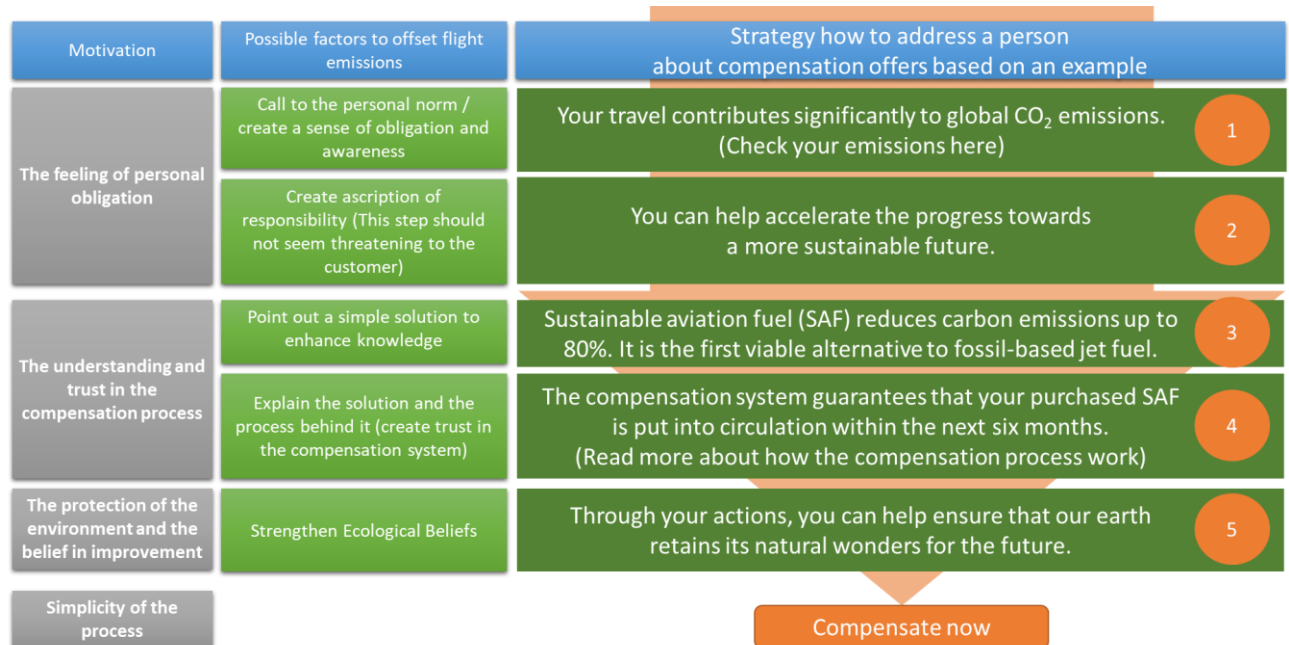 Motivation
Possible factors to offset flight
emissions
Strategy how to address a person
about compensation offers based on an example
The feeling of personal
obligation
Call to the personal norm /
create a sense of obligation and
awareness
Your travel contributes significantly to global CO₂ emissions.
(Check your emissions here)
1
Create ascription of
responsibility (This step should
not seem threatening to the
customer)
You can help accelerate the progress towards
a more sustainable future.
2
The understanding and
trust in the
compensation process
Point out a simple solution to
enhance knowledge
Sustainable aviation fuel (SAF) reduces carbon emissions up to
80%. It is the first viable alternative to fossil-based jet fuel.
3
Explain the solution and the
process behind it (create trust in
the compensation system)
The compensation system guarantees that your purchased SAF
is put into circulation within the next six months.
(Read more about how the compensation process work)
4
The protection of the
environment and the
belief in improvement
Strengthen Ecological Beliefs
Through your actions, you can help ensure that our earth
retains its natural wonders for the future.
5
Simplicity of the
process
Compensate now